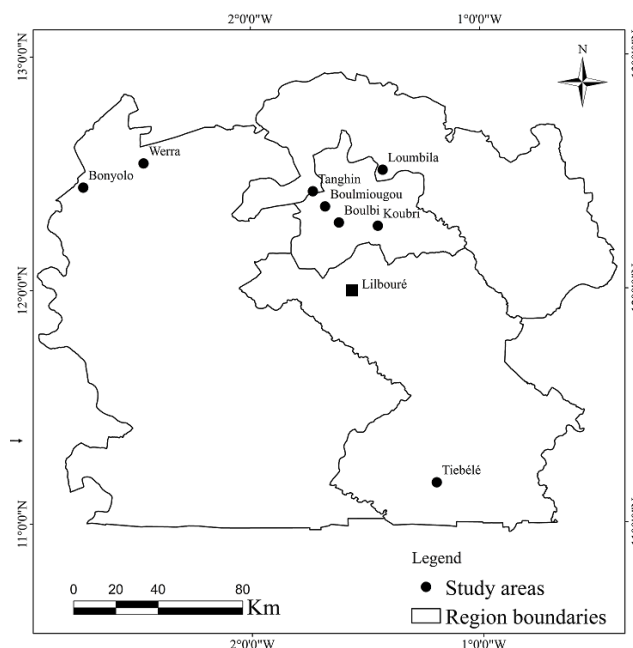 2°0'0"W
1°0'0"W
N
13°0'0"N
Loumbila
Werra
Tanghin
Bonyolo
Boulmiougou
Boulbi
Koubri
12°0'0"N
Lilbouré
Tiebélé
11°0'0"N
Legend
Study areas
Region boundaries
0 20 40 80
Km
2°0'0"W
1°0'0"W